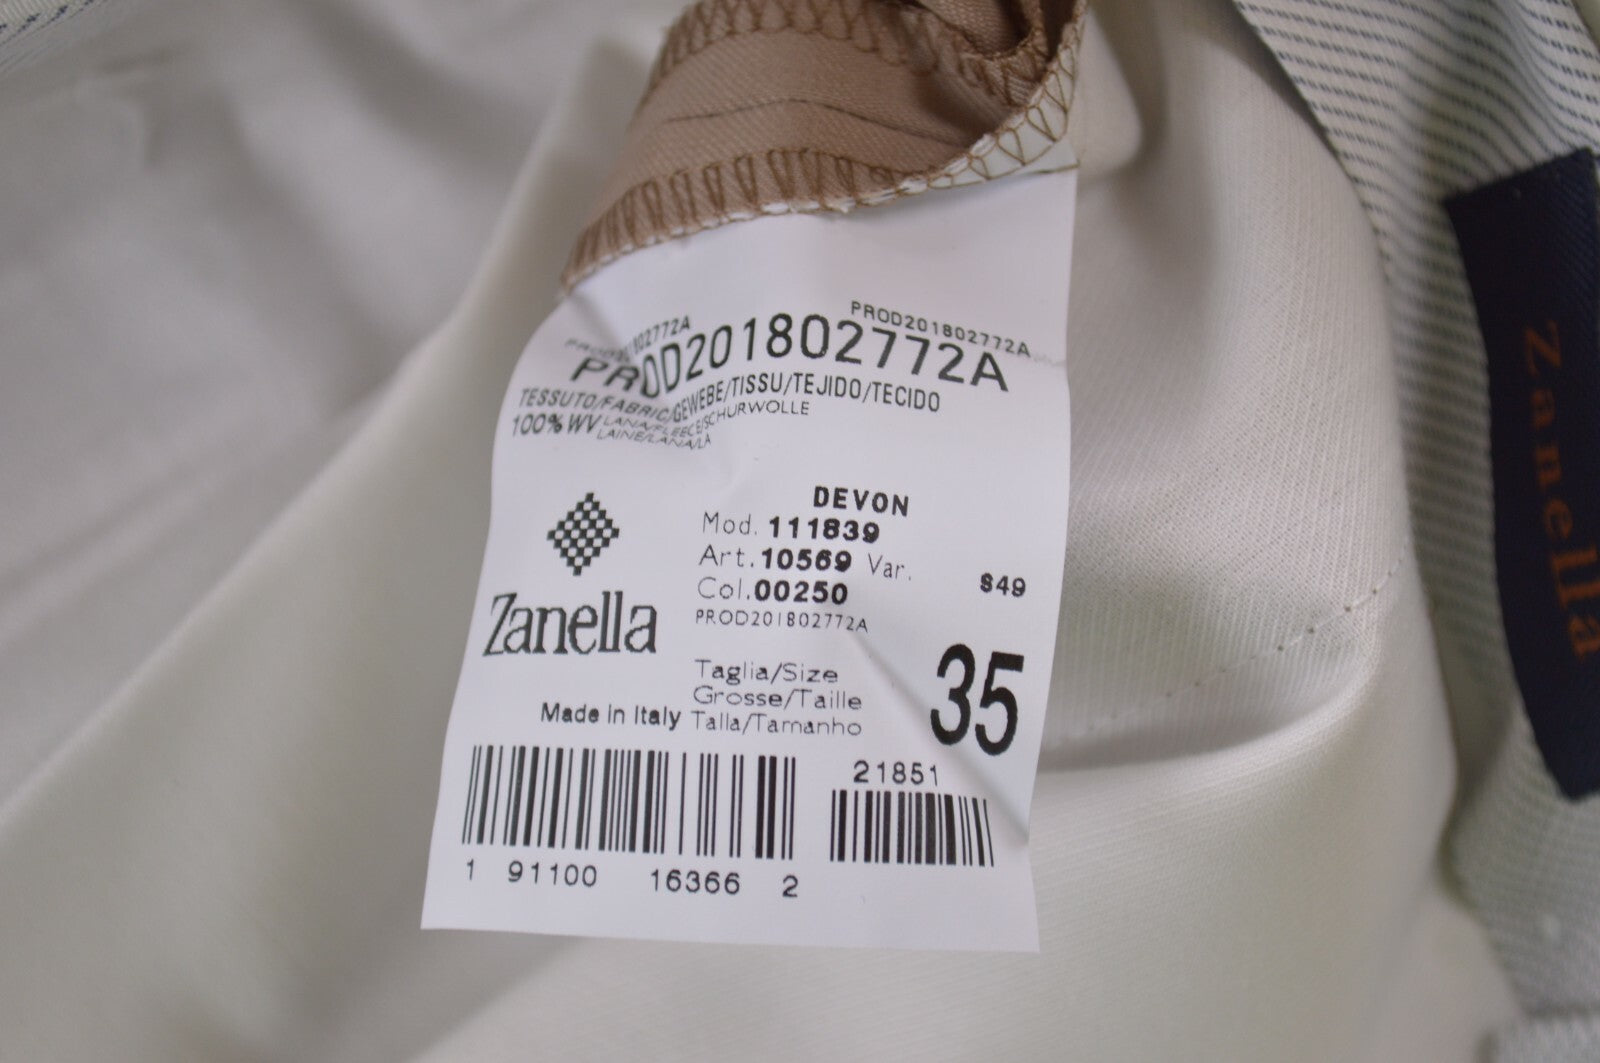 PROD201802772A
PROD201802772A
TESSUTO/FABRIC/GEWEBE/TISSU/TEJIDO/TECIDO
100% WV LANA/FLEECE/SCHURWOLLE
LAINE/LANA/LA
DEVON
Mod. 111839
Art. 10569 Var. S49
Col. 00250
PROD201802772A
Zanella
Taglia/Size
Grosse/Taille
Talla/Tamanho
35
Made in Italy
21851
1 91100 16366 2
Zanella